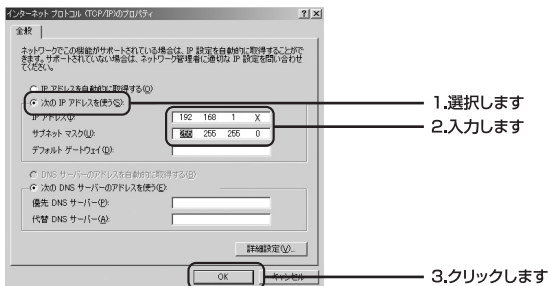 インターネット プロトコル (TCP/IP)のプロパティ
全般
ネットワークでこの機能がサポートされている場合は、IP 設定を自動的に取得することがで
きます。サポートされていない場合は、ネットワーク管理者に適切な IP 設定を問い合わせ
てください。
IP アドレスを自動的に取得する(O)
次の IP アドレスを使う(S):
IP アドレス(I): 192 168 1 X
サブネット マスク(U): 255 255 255 0
デフォルト ゲートウェイ(D):
DNS サーバーのアドレスを自動的に取得する(B)
次の DNS サーバーのアドレスを使う(E):
優先 DNS サーバー(P):
代替 DNS サーバー(A):
詳細設定(V)...
OK キャンセル
1.選択します
2.入力します
3.クリックします